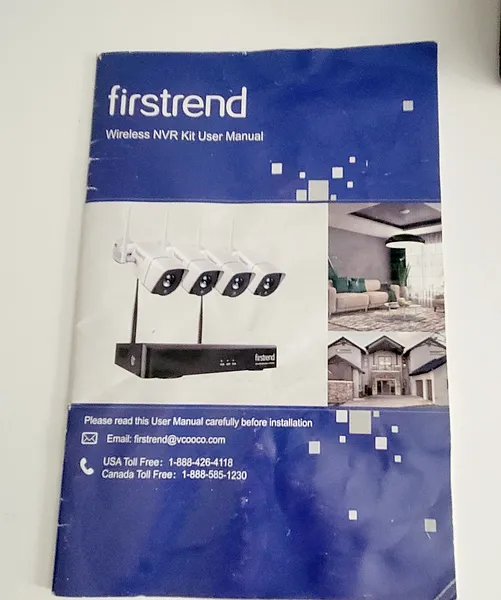 firstrend
Wireless NVR Kit User Manual
firstrend
Please read this User Manual carefully before installation
Email: firstrend@vcooco.com
USA Toll Free: 1-888-426-4118
Canada Toll Free: 1-888-585-1230